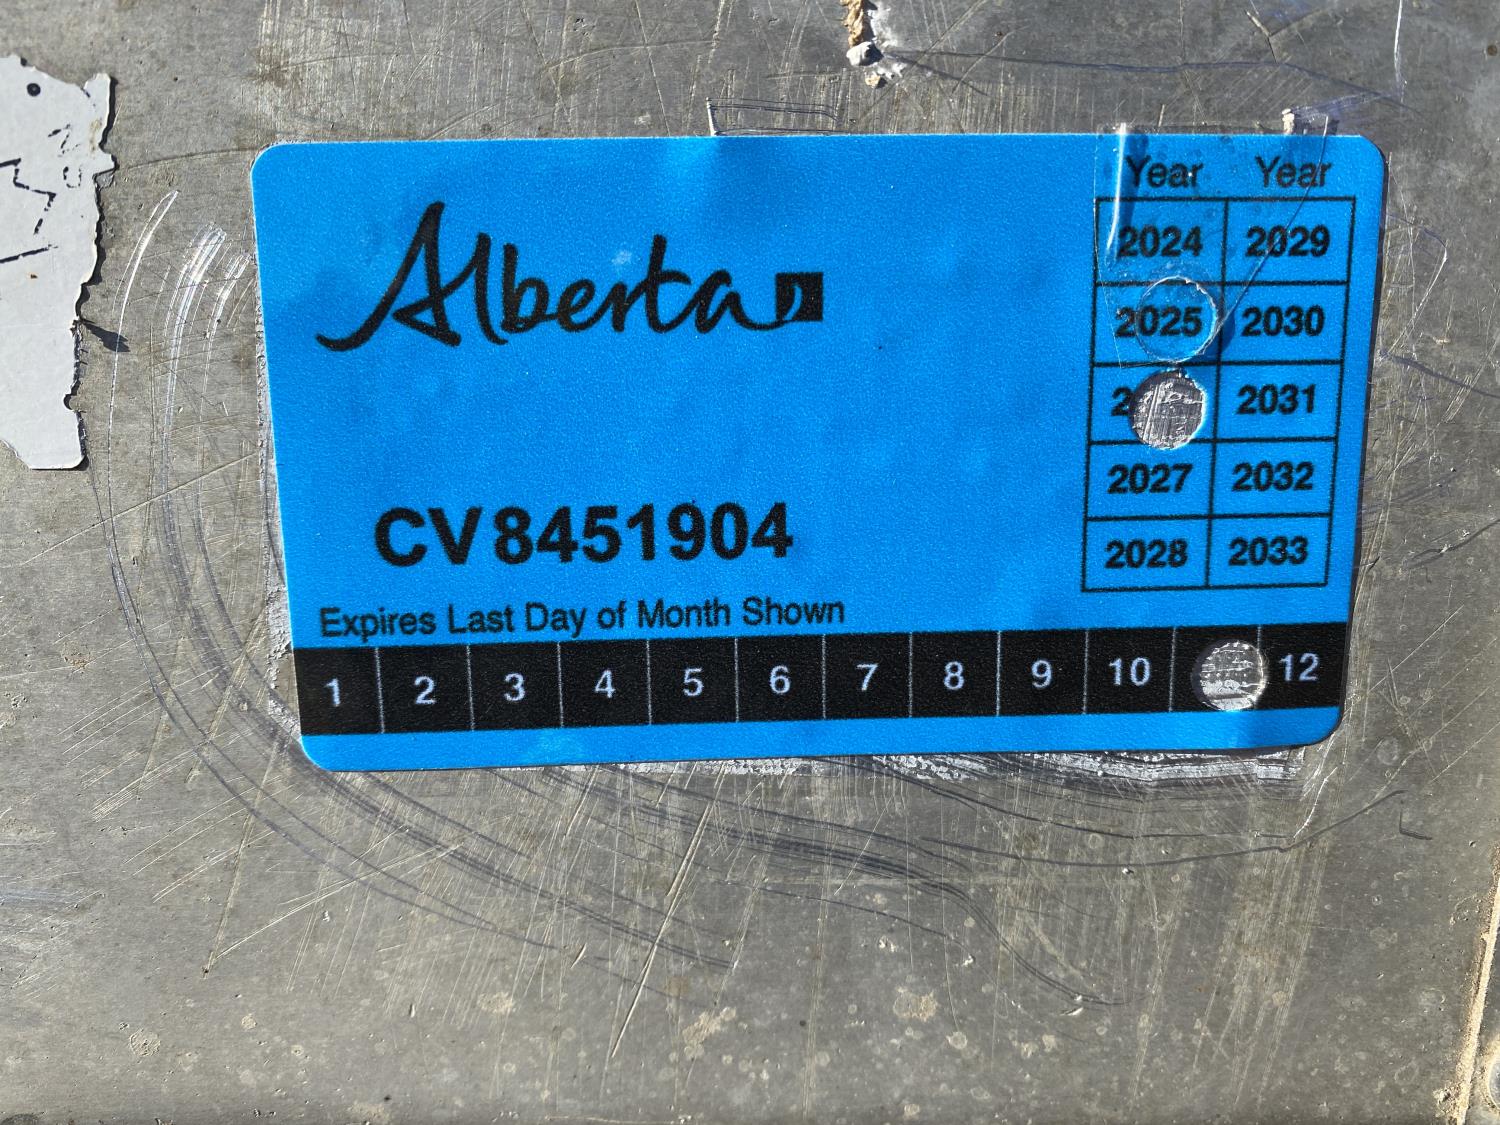 Alberta
Year Year
2024 2029
2025 2030
2 2031
2027 2032
2028 2033
CV8451904
Expires Last Day of Month Shown
1 2 3 4 5 6 7 8 9 10 12